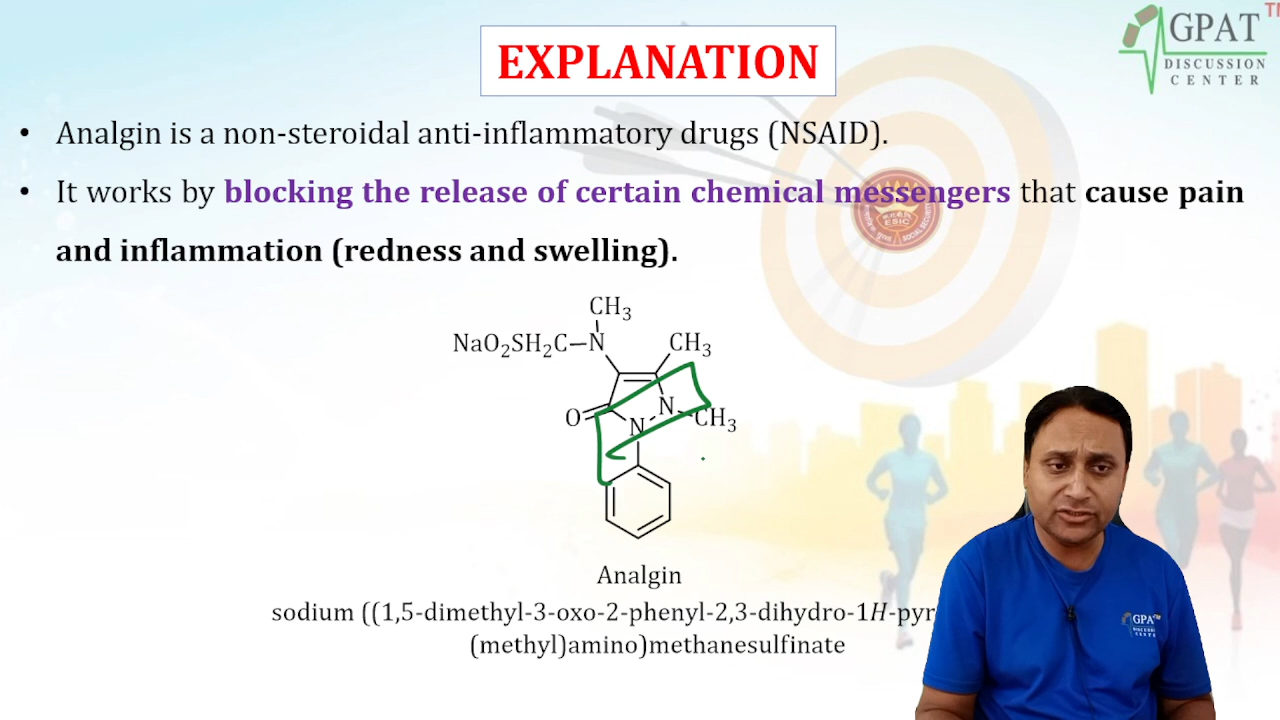 GPAT TM
DISCUSSION
CENTER
EXPLANATION
• Analgin is a non-steroidal anti-inflammatory drugs (NSAID).
• It works by blocking the release of certain chemical messengers that cause pain
and inflammation (redness and swelling).
ESIC
CH3
NaO2SH2C–N
CH3
O
N
N
CH3
Analgin
sodium ((1,5-dimethyl-3-oxo-2-phenyl-2,3-dihydro-1H-pyr
(methyl)amino)methanesulfinate
GPAT